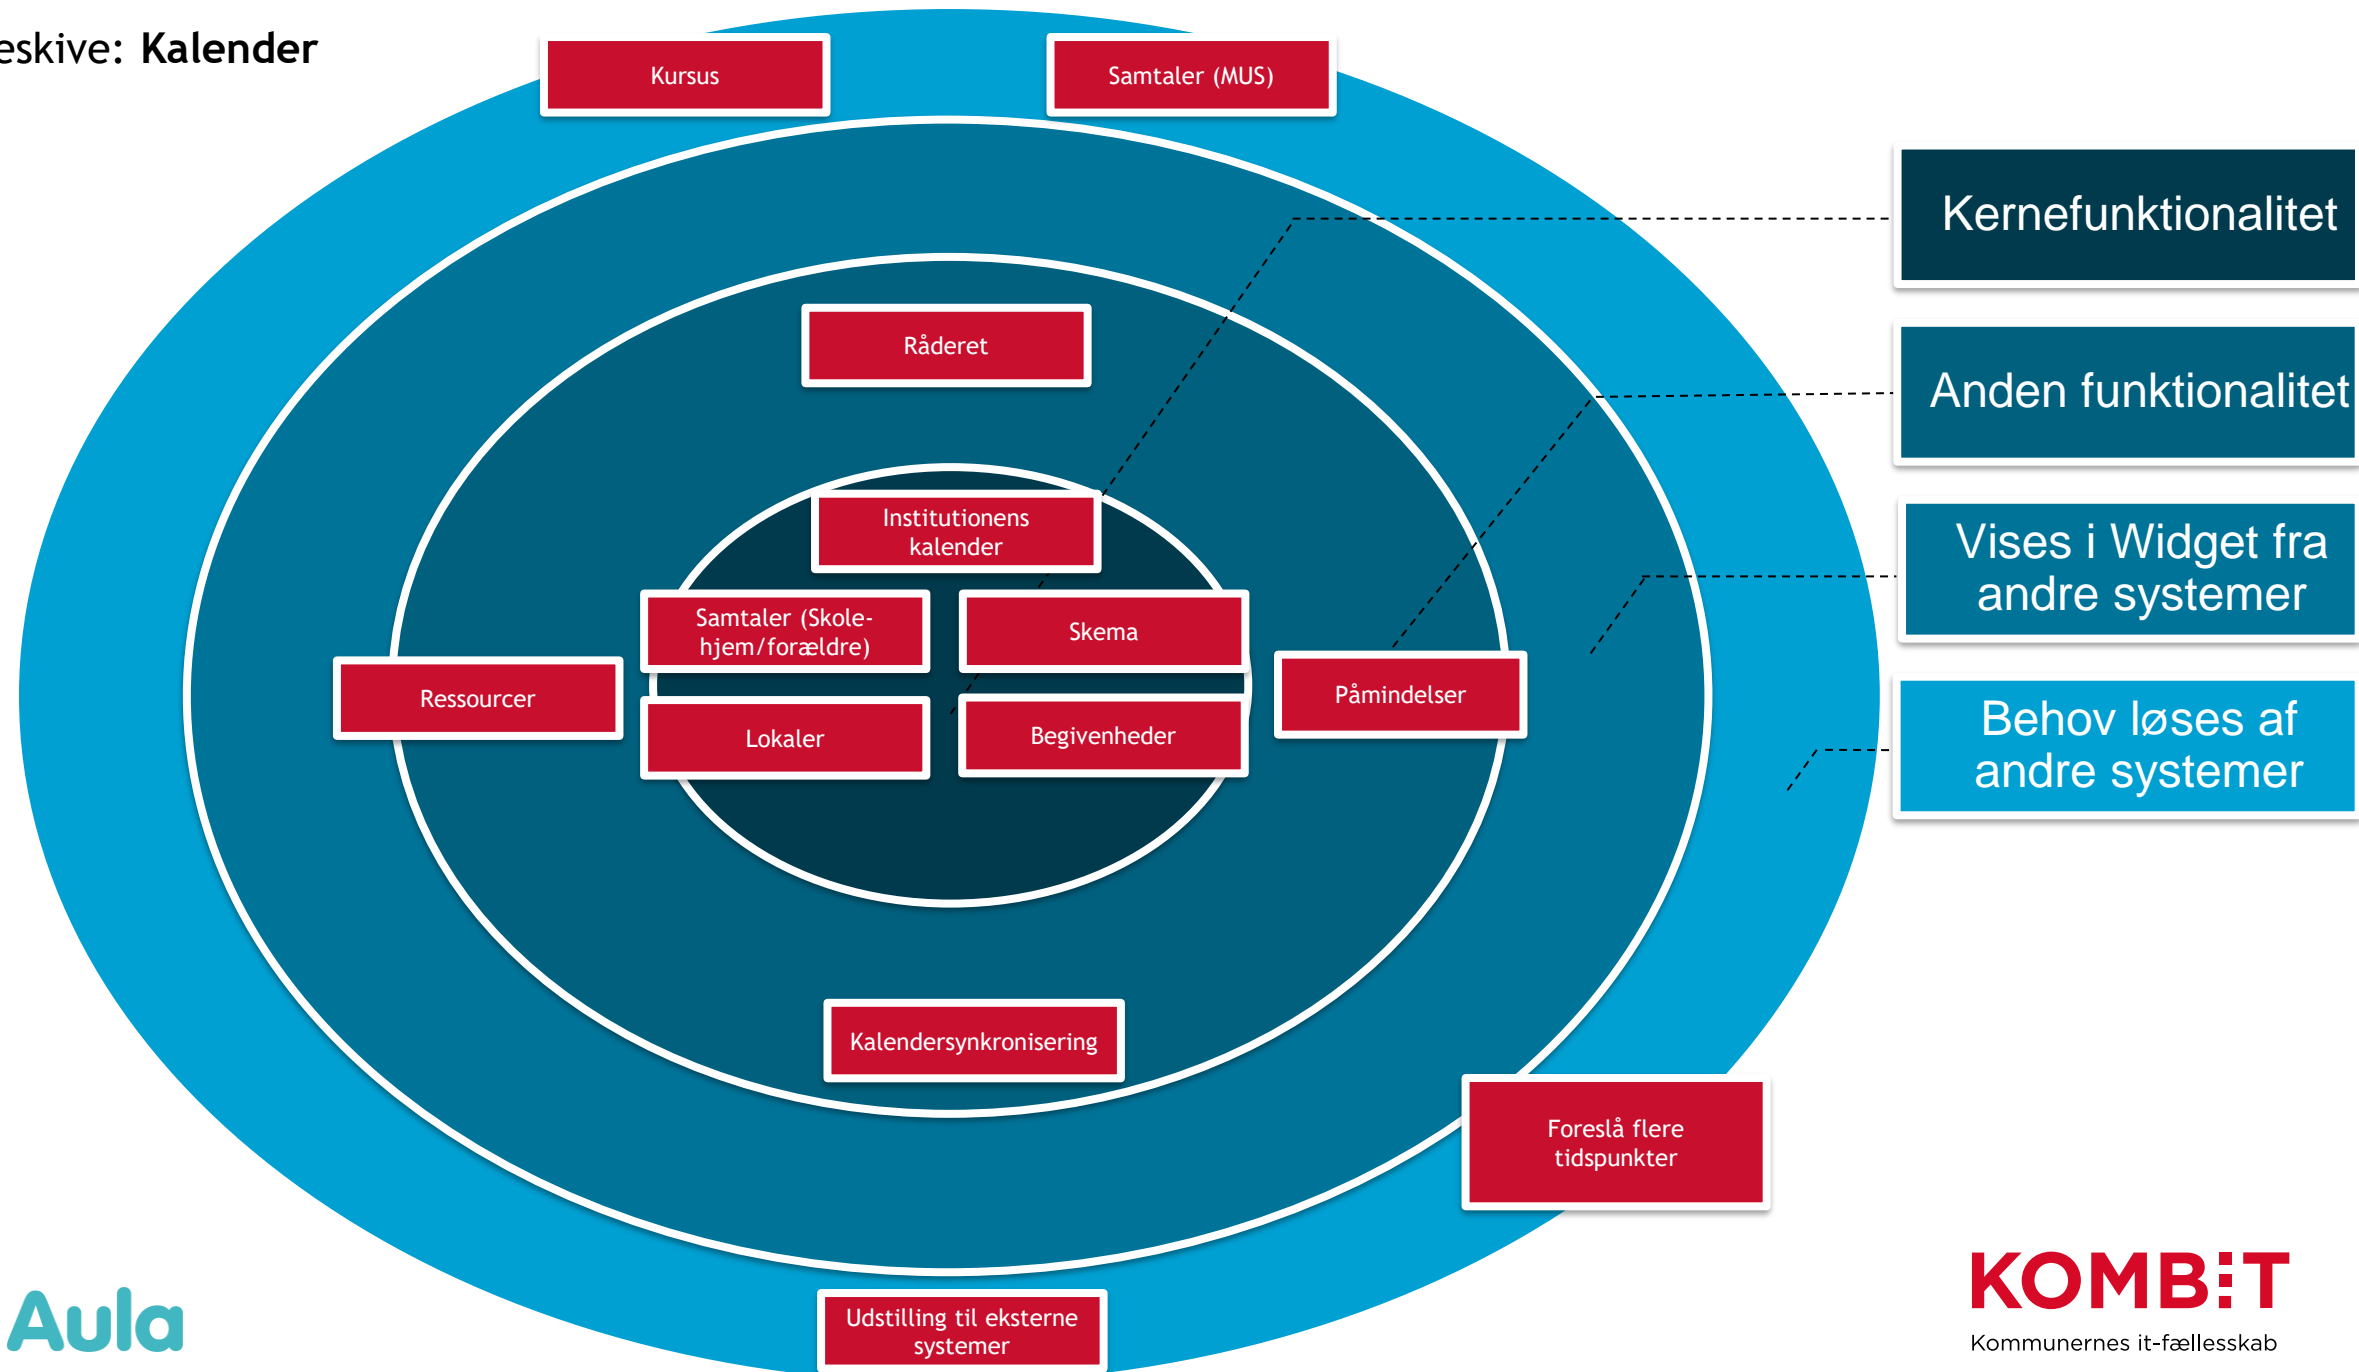 eskive: Kalender
Kursus
Samtaler (MUS)
Kernefunktionalitet
Råderet
Anden funktionalitet
Institutionens
kalender
Vises i Widget fra
andre systemer
Samtaler (Skole-
hjem/forældre)
Skema
Ressourcer
Påmindelser
Lokaler
Begivenheder
Behov løses af
andre systemer
Kalendersynkronisering
Foreslå flere
tidspunkter
Udstilling til eksterne
systemer
Aula
KOMBIT
Kommunernes it-fællesskab